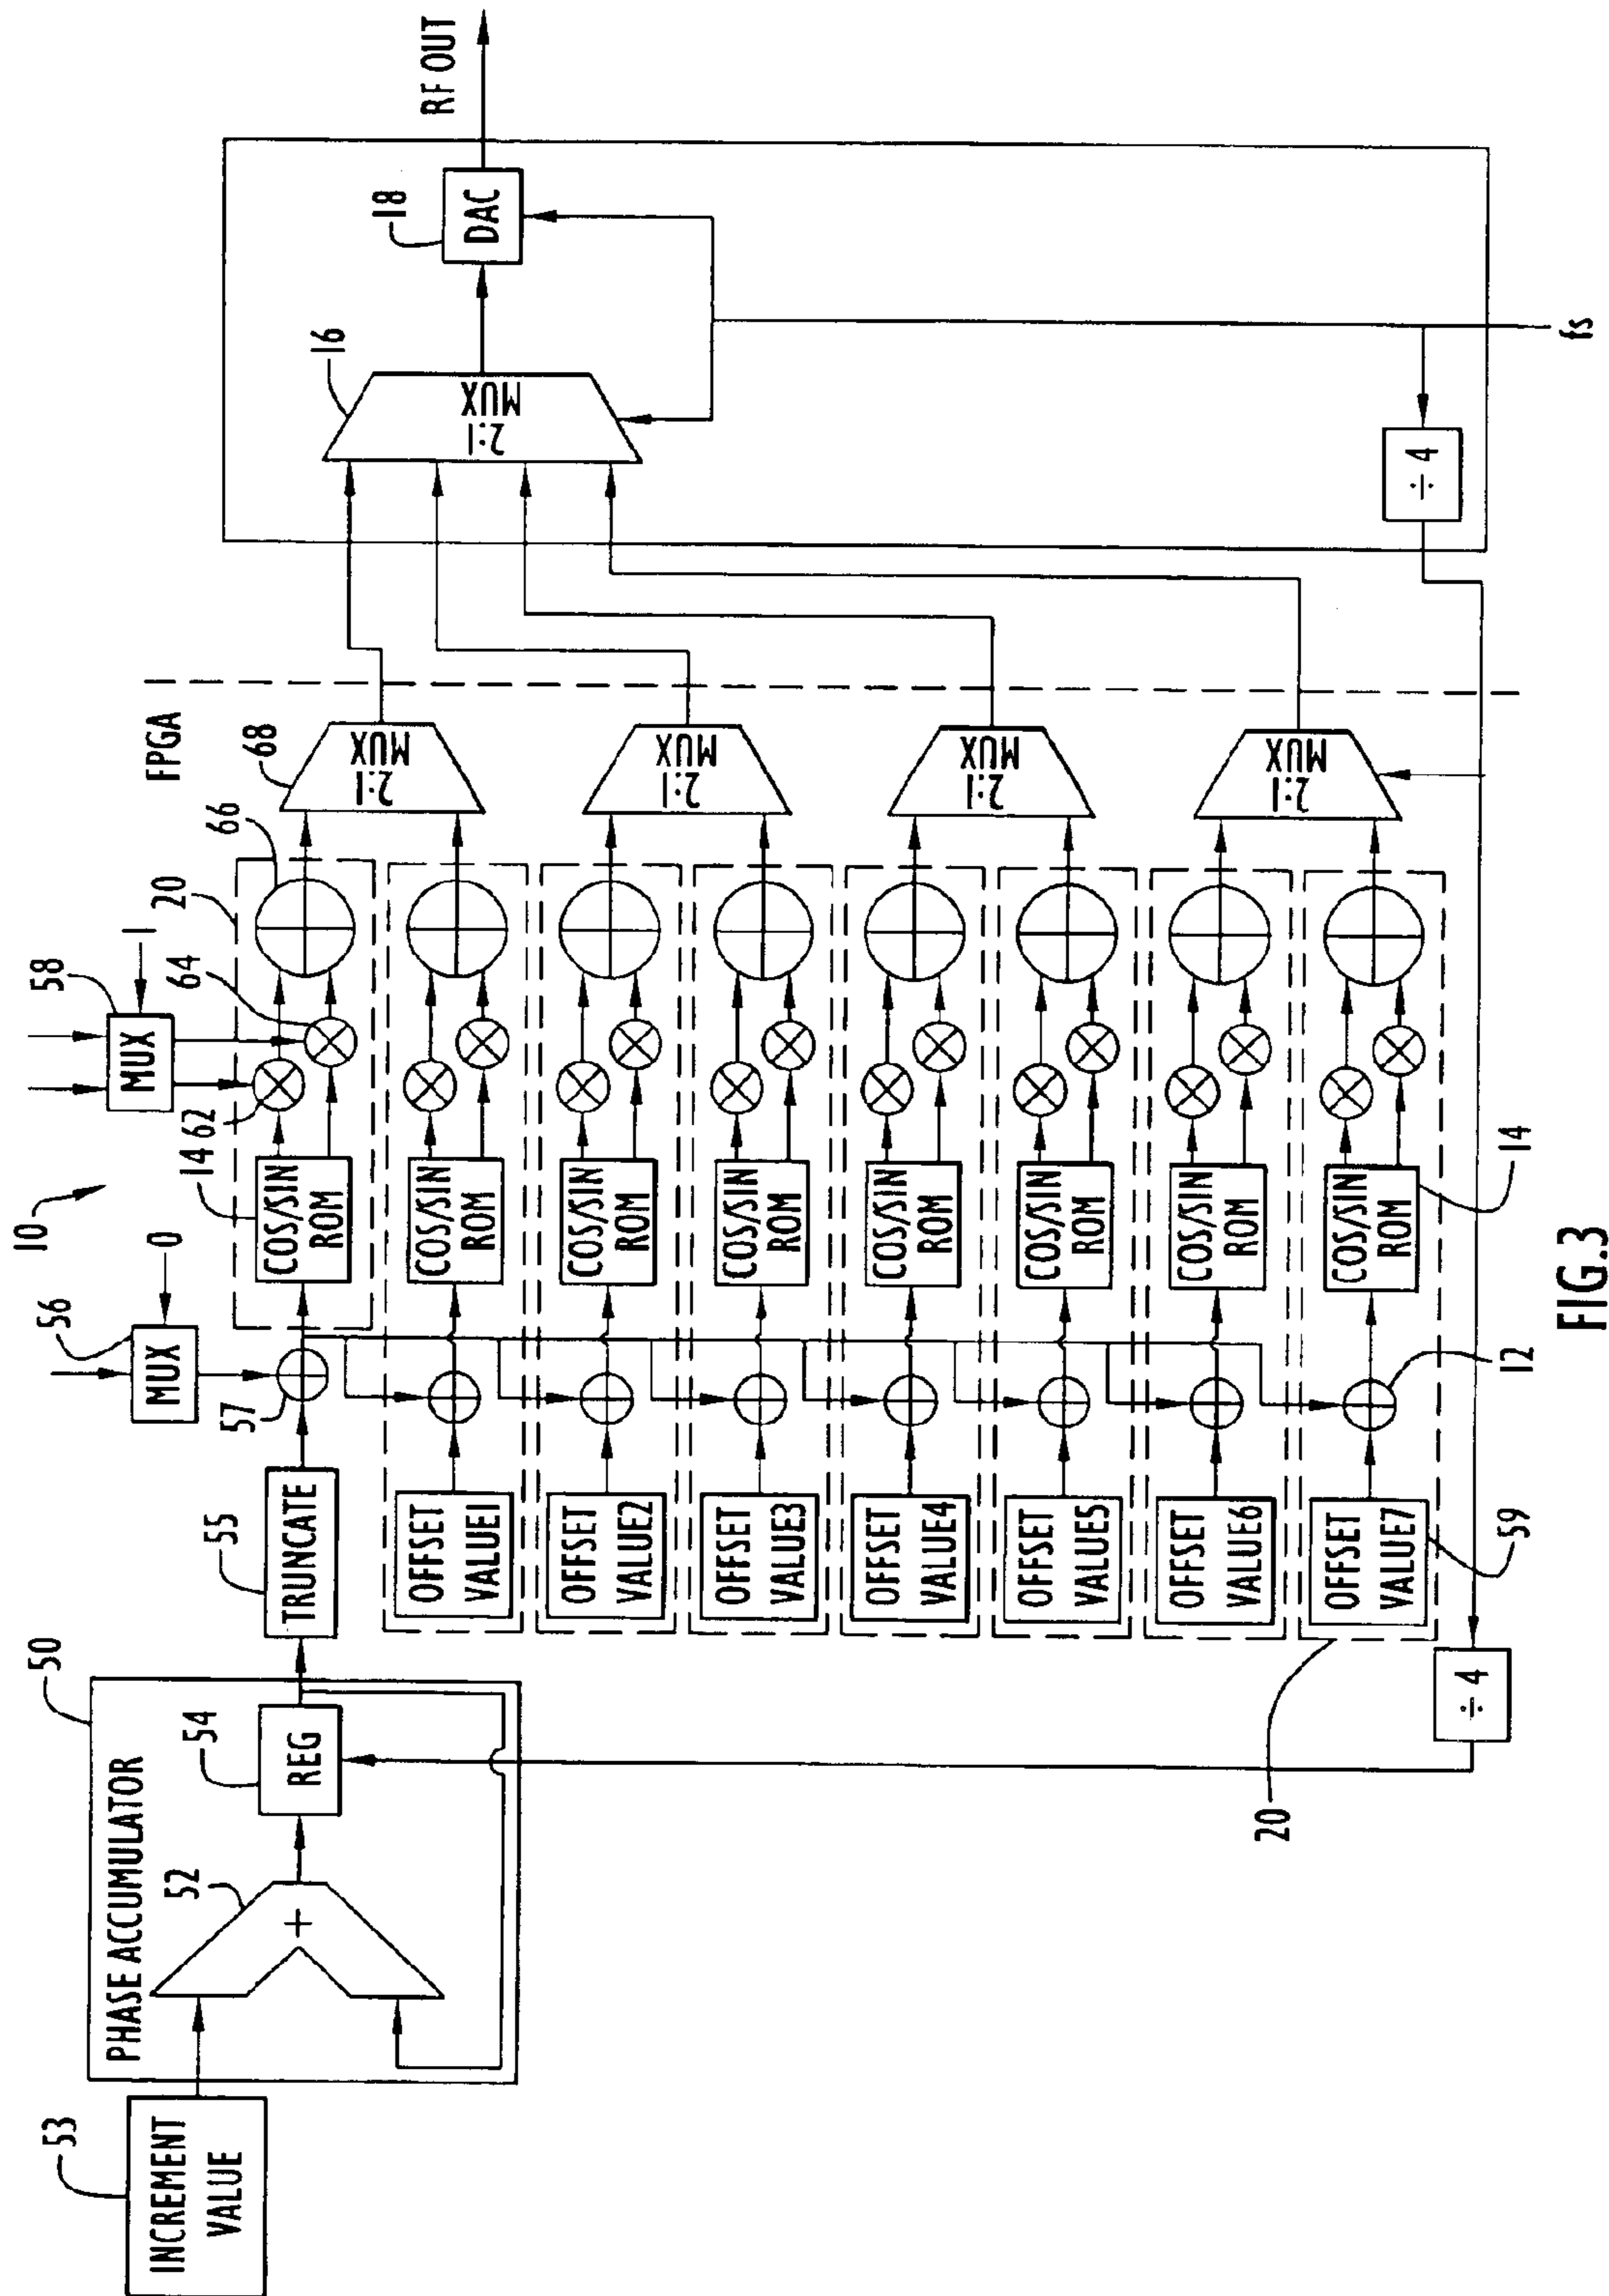 10
56
MUX
0
57
58
MUX
1
20
FPGA
14
62
64
66
68
COS/SIN
ROM
2:1
MUX
50
PHASE ACCUMULATOR
53
INCREMENT
VALUE
52
+
54
REG
55
TRUNCATE
OFFSET
VALUE1
COS/SIN
ROM
OFFSET
VALUE2
COS/SIN
ROM
2:1
MUX
OFFSET
VALUE3
COS/SIN
ROM
OFFSET
VALUE4
COS/SIN
ROM
2:1
MUX
OFFSET
VALUE5
COS/SIN
ROM
OFFSET
VALUE6
COS/SIN
ROM
2:1
MUX
OFFSET
VALUE7
COS/SIN
ROM
59
12
14
20
÷ 4
16
2:1
MUX
18
DAC
RF OUT
÷ 4
fs
FIG.3